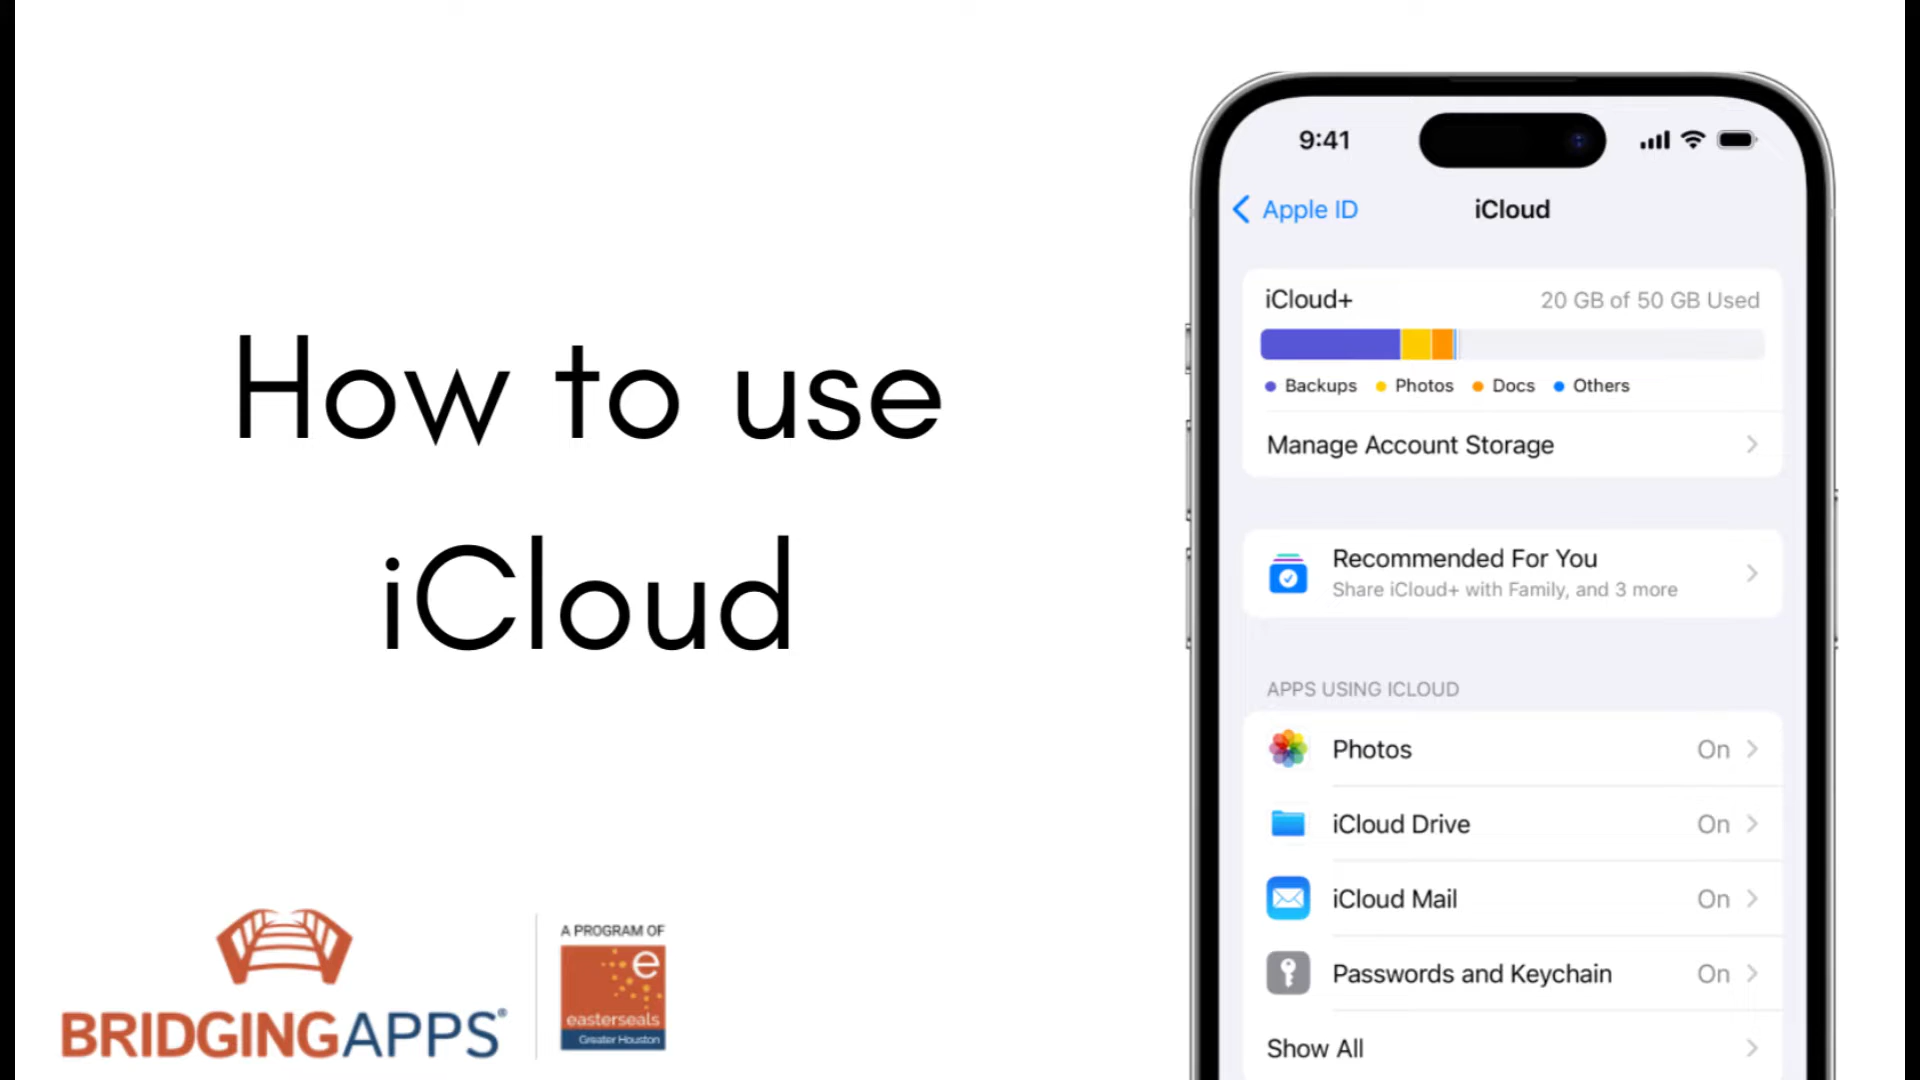 How to use
iCloud
BRIDGINGAPPS®
A PROGRAM OF
e
easterseals
Greater Houston
9:41
Apple ID
iCloud
iCloud+ 20 GB of 50 GB Used
Backups Photos Docs Others
Manage Account Storage
Recommended For You
Share iCloud+ with Family, and 3 more
APPS USING ICLOUD
Photos On
iCloud Drive On
iCloud Mail On
Passwords and Keychain On
Show All